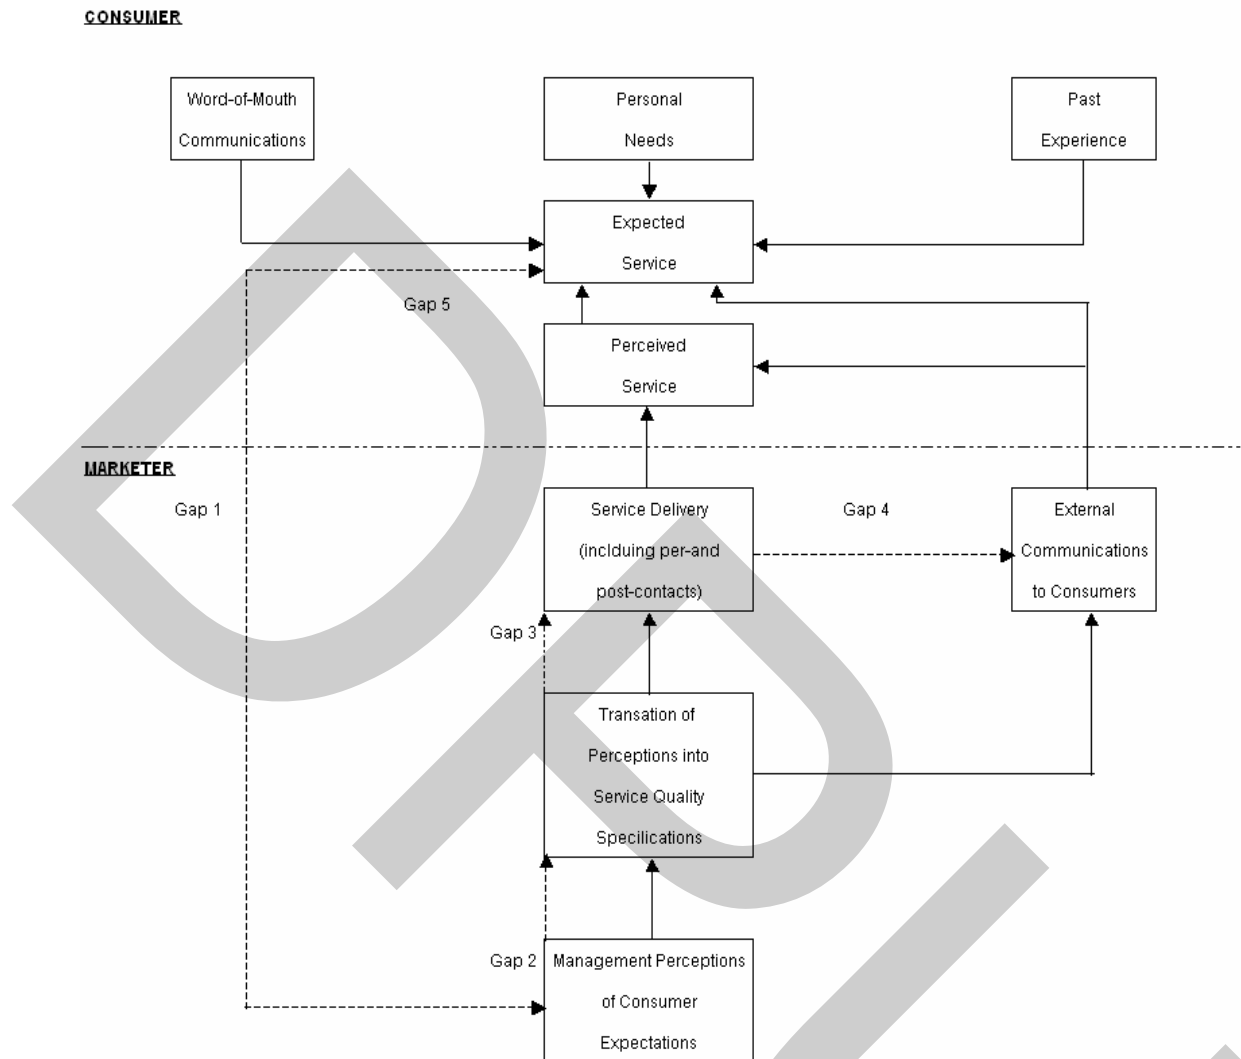 CONSUMER
Word-of-Mouth
Communications
Personal
Needs
Past
Experience
Expected
Service
Gap 5
Perceived
Service
MARKETER
Gap 1
Service Delivery
(inclduing per-and
post-contacts)
Gap 4
External
Communications
to Consumers
Gap 3
Transation of
Perceptions into
Service Quality
Specilications
Gap 2
Management Perceptions
of Consumer
Expectations